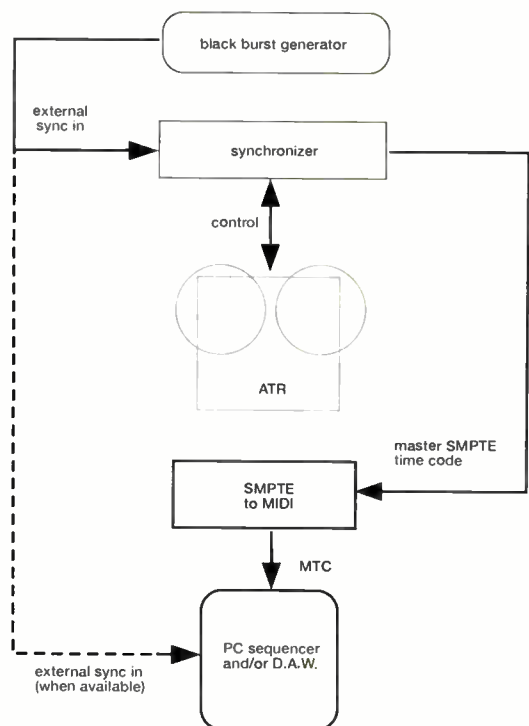 black burst generator
external
sync in
synchronizer
control
ATR
master SMPTE
time code
SMPTE
to MIDI
MTC
PC sequencer
and/or D.A.W.
external sync in
(when available)